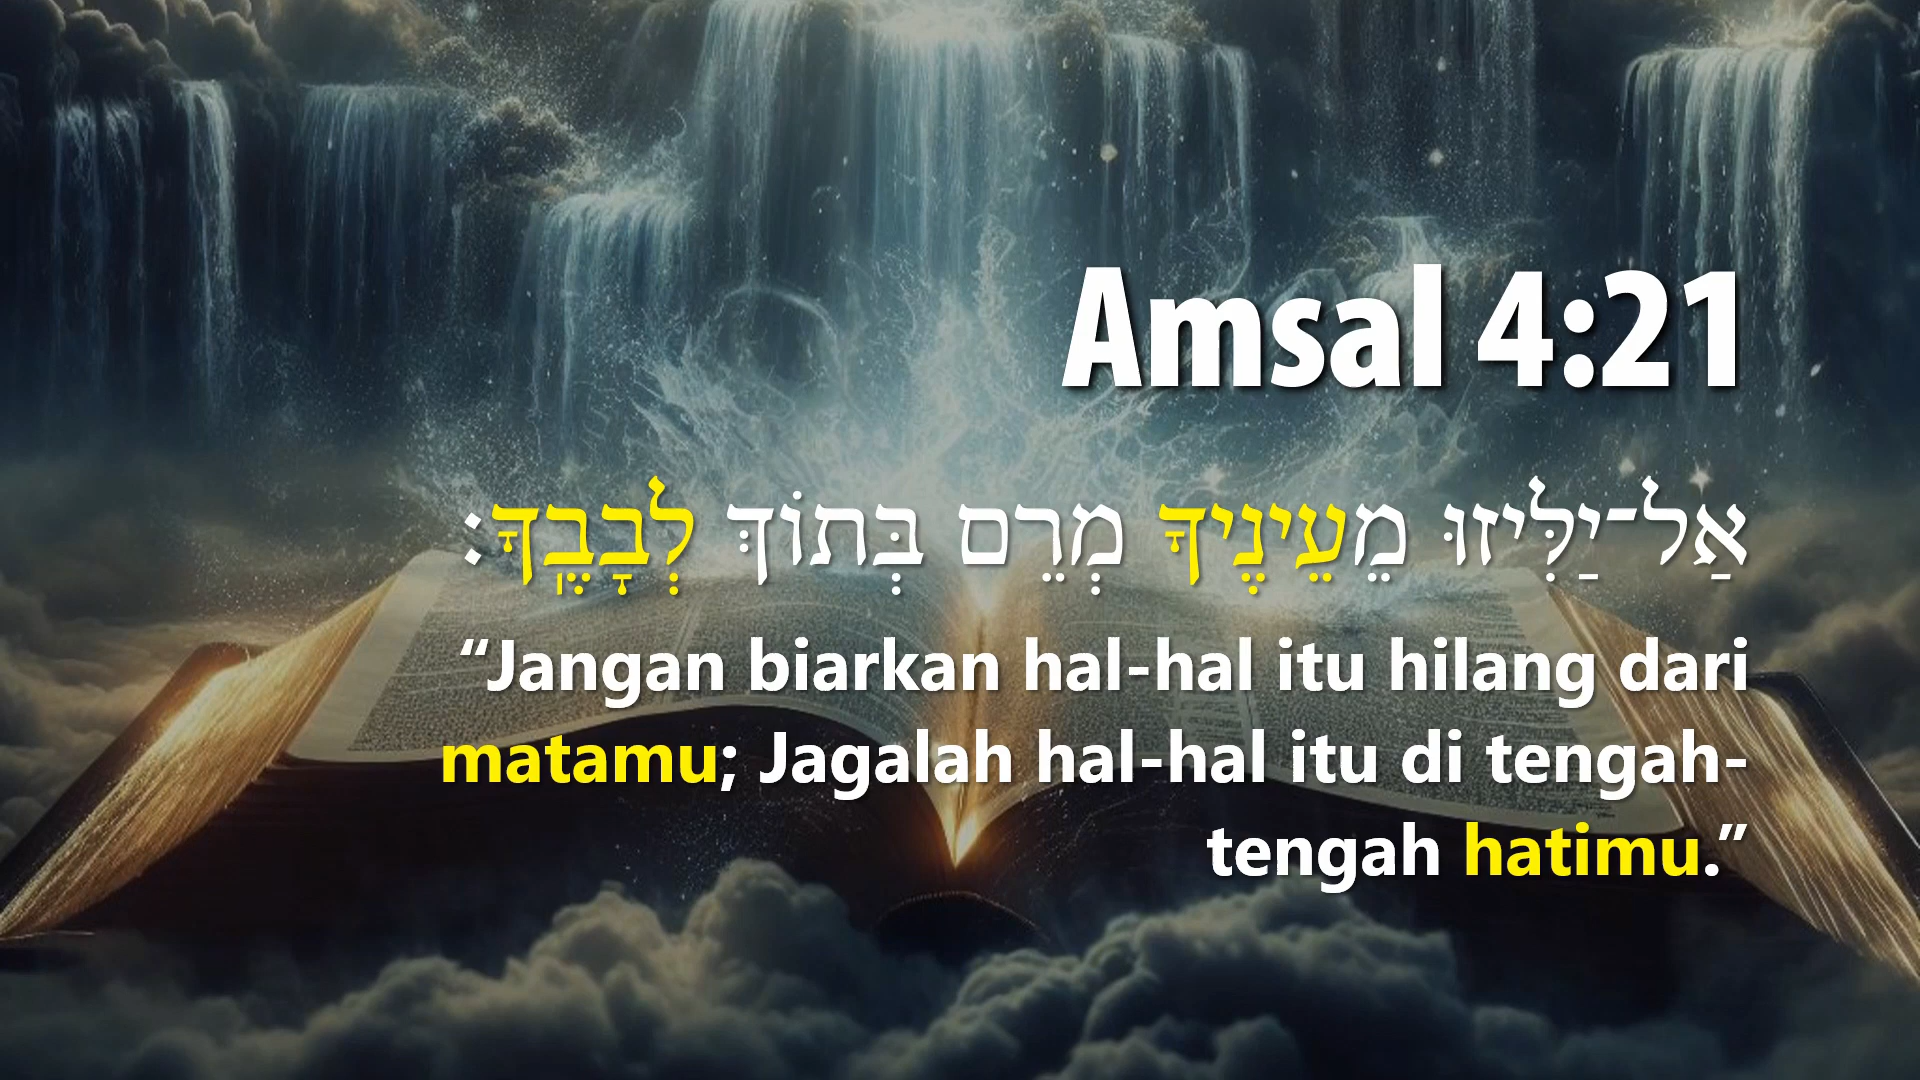 Amsal 4:21
אַל־יַלִּיזוּ מֵעֵינֶיךָ שָׁמְרֵם בְּתוֹךְ לְבָבֶךָ׃
“Jangan biarkan hal-hal itu hilang dari
matamu; Jagalah hal-hal itu di tengah-
tengah hatimu.”